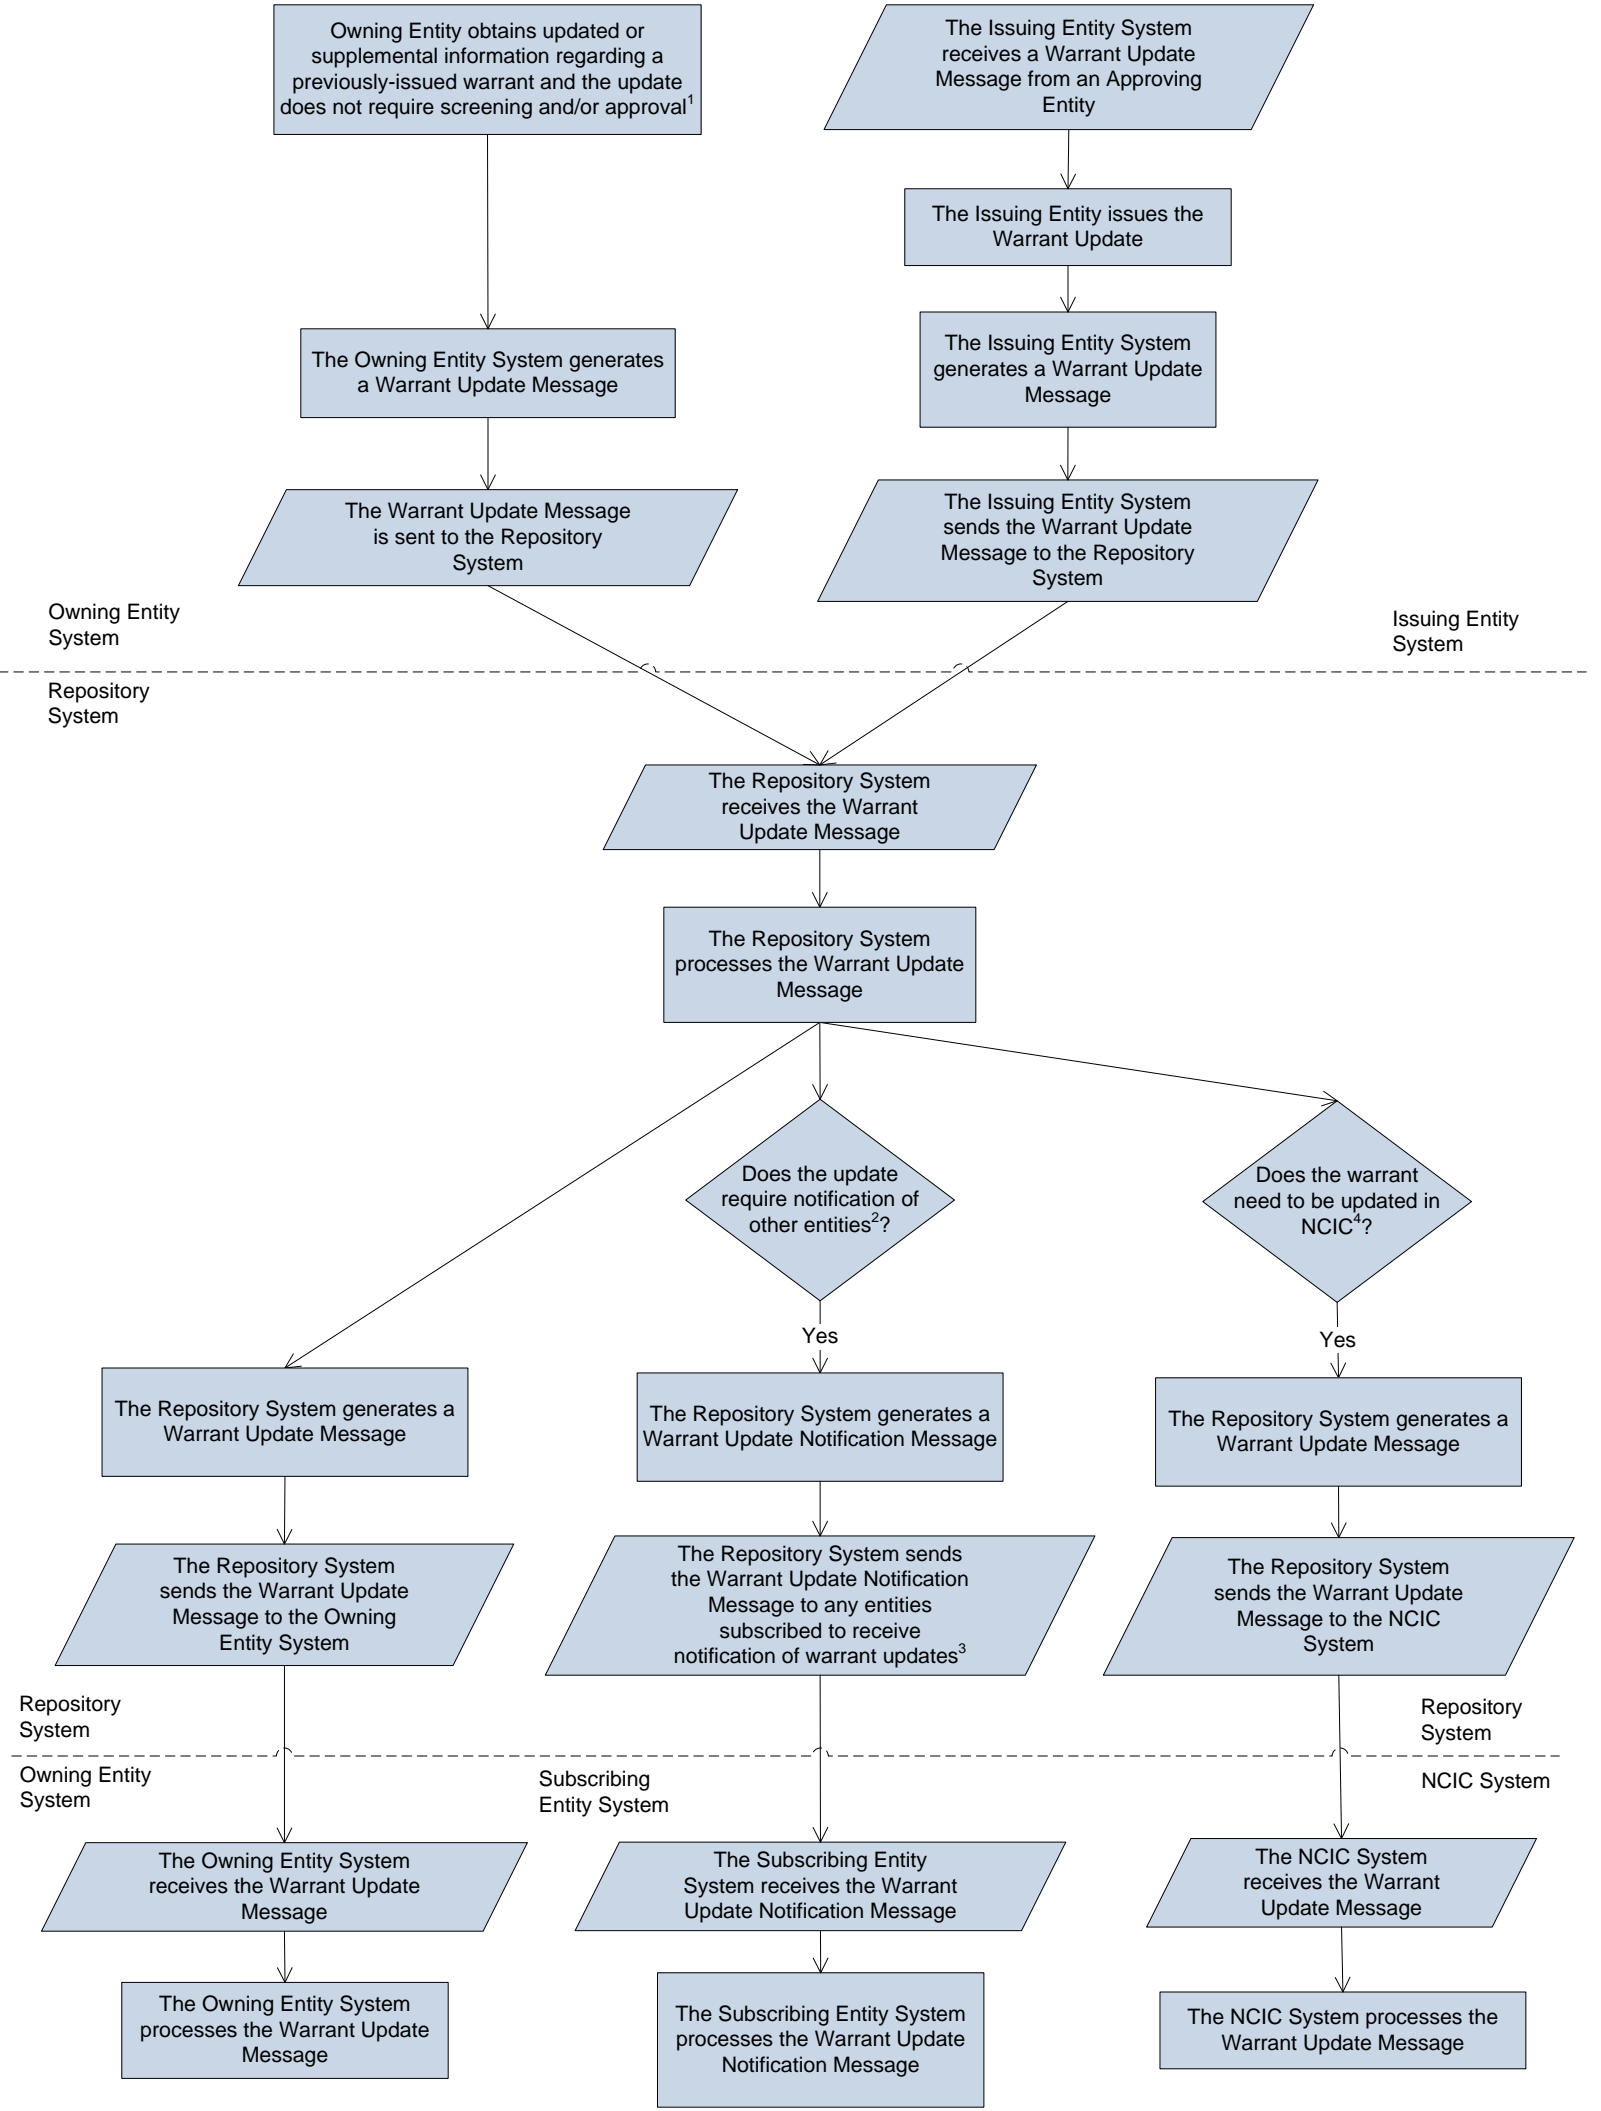 Owning Entity obtains updated or
supplemental information regarding a
previously-issued warrant and the update
does not require screening and/or approval1
The Issuing Entity System
receives a Warrant Update
Message from an Approving
Entity
The Issuing Entity issues the
Warrant Update
The Owning Entity System generates
a Warrant Update Message
The Issuing Entity System
generates a Warrant Update
Message
The Warrant Update Message
is sent to the Repository
System
The Issuing Entity System
sends the Warrant Update
Message to the Repository
System
Owning Entity
System
Issuing Entity
System
Repository
System
The Repository System
receives the Warrant
Update Message
The Repository System
processes the Warrant Update
Message
Does the update
require notification of
other entities2?
Does the warrant
need to be updated in
NCIC4?
Yes
Yes
The Repository System generates a
Warrant Update Message
The Repository System generates a
Warrant Update Notification Message
The Repository System generates a
Warrant Update Message
The Repository System
sends the Warrant Update
Message to the Owning
Entity System
The Repository System sends
the Warrant Update Notification
Message to any entities
subscribed to receive
notification of warrant updates3
The Repository System
sends the Warrant Update
Message to the NCIC
System
Repository
System
Repository
System
Owning Entity
System
Subscribing
Entity System
NCIC System
The Owning Entity System
receives the Warrant Update
Message
The Subscribing Entity
System receives the Warrant
Update Notification Message
The NCIC System
receives the Warrant
Update Message
The Owning Entity System
processes the Warrant Update
Message
The Subscribing Entity System
processes the Warrant Update
Notification Message
The NCIC System processes the
Warrant Update Message